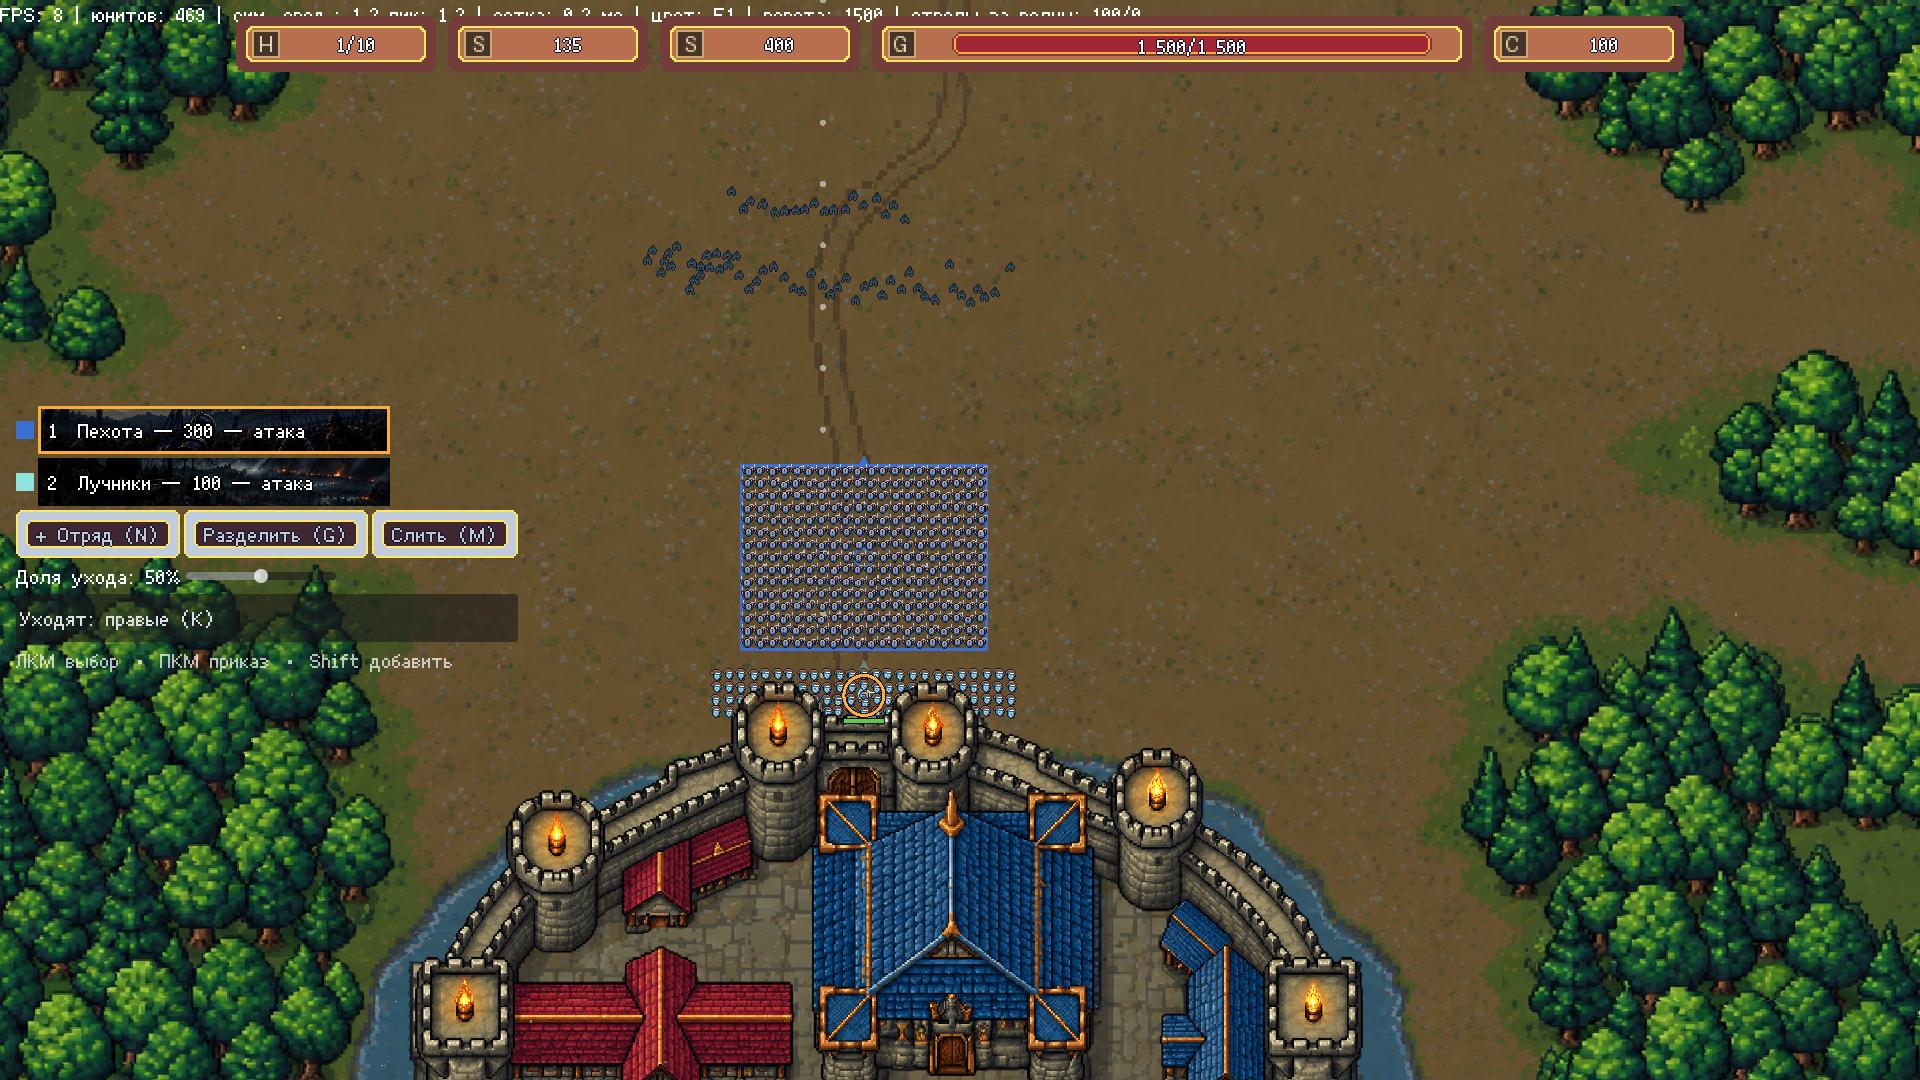 FPS: 8 | юнитов: 469 |
H 1/10
S 135
S 400
G 1 500/1 500
C 100
1 Пехота — 300 — атака
2 Лучники — 100 — атака
+ Отряд (N) Разделить (G) Слить (M)
Доля ухода: 50%
Уходят: правые (K)
ЛКМ выбор • ПКМ приказ • Shift добавить